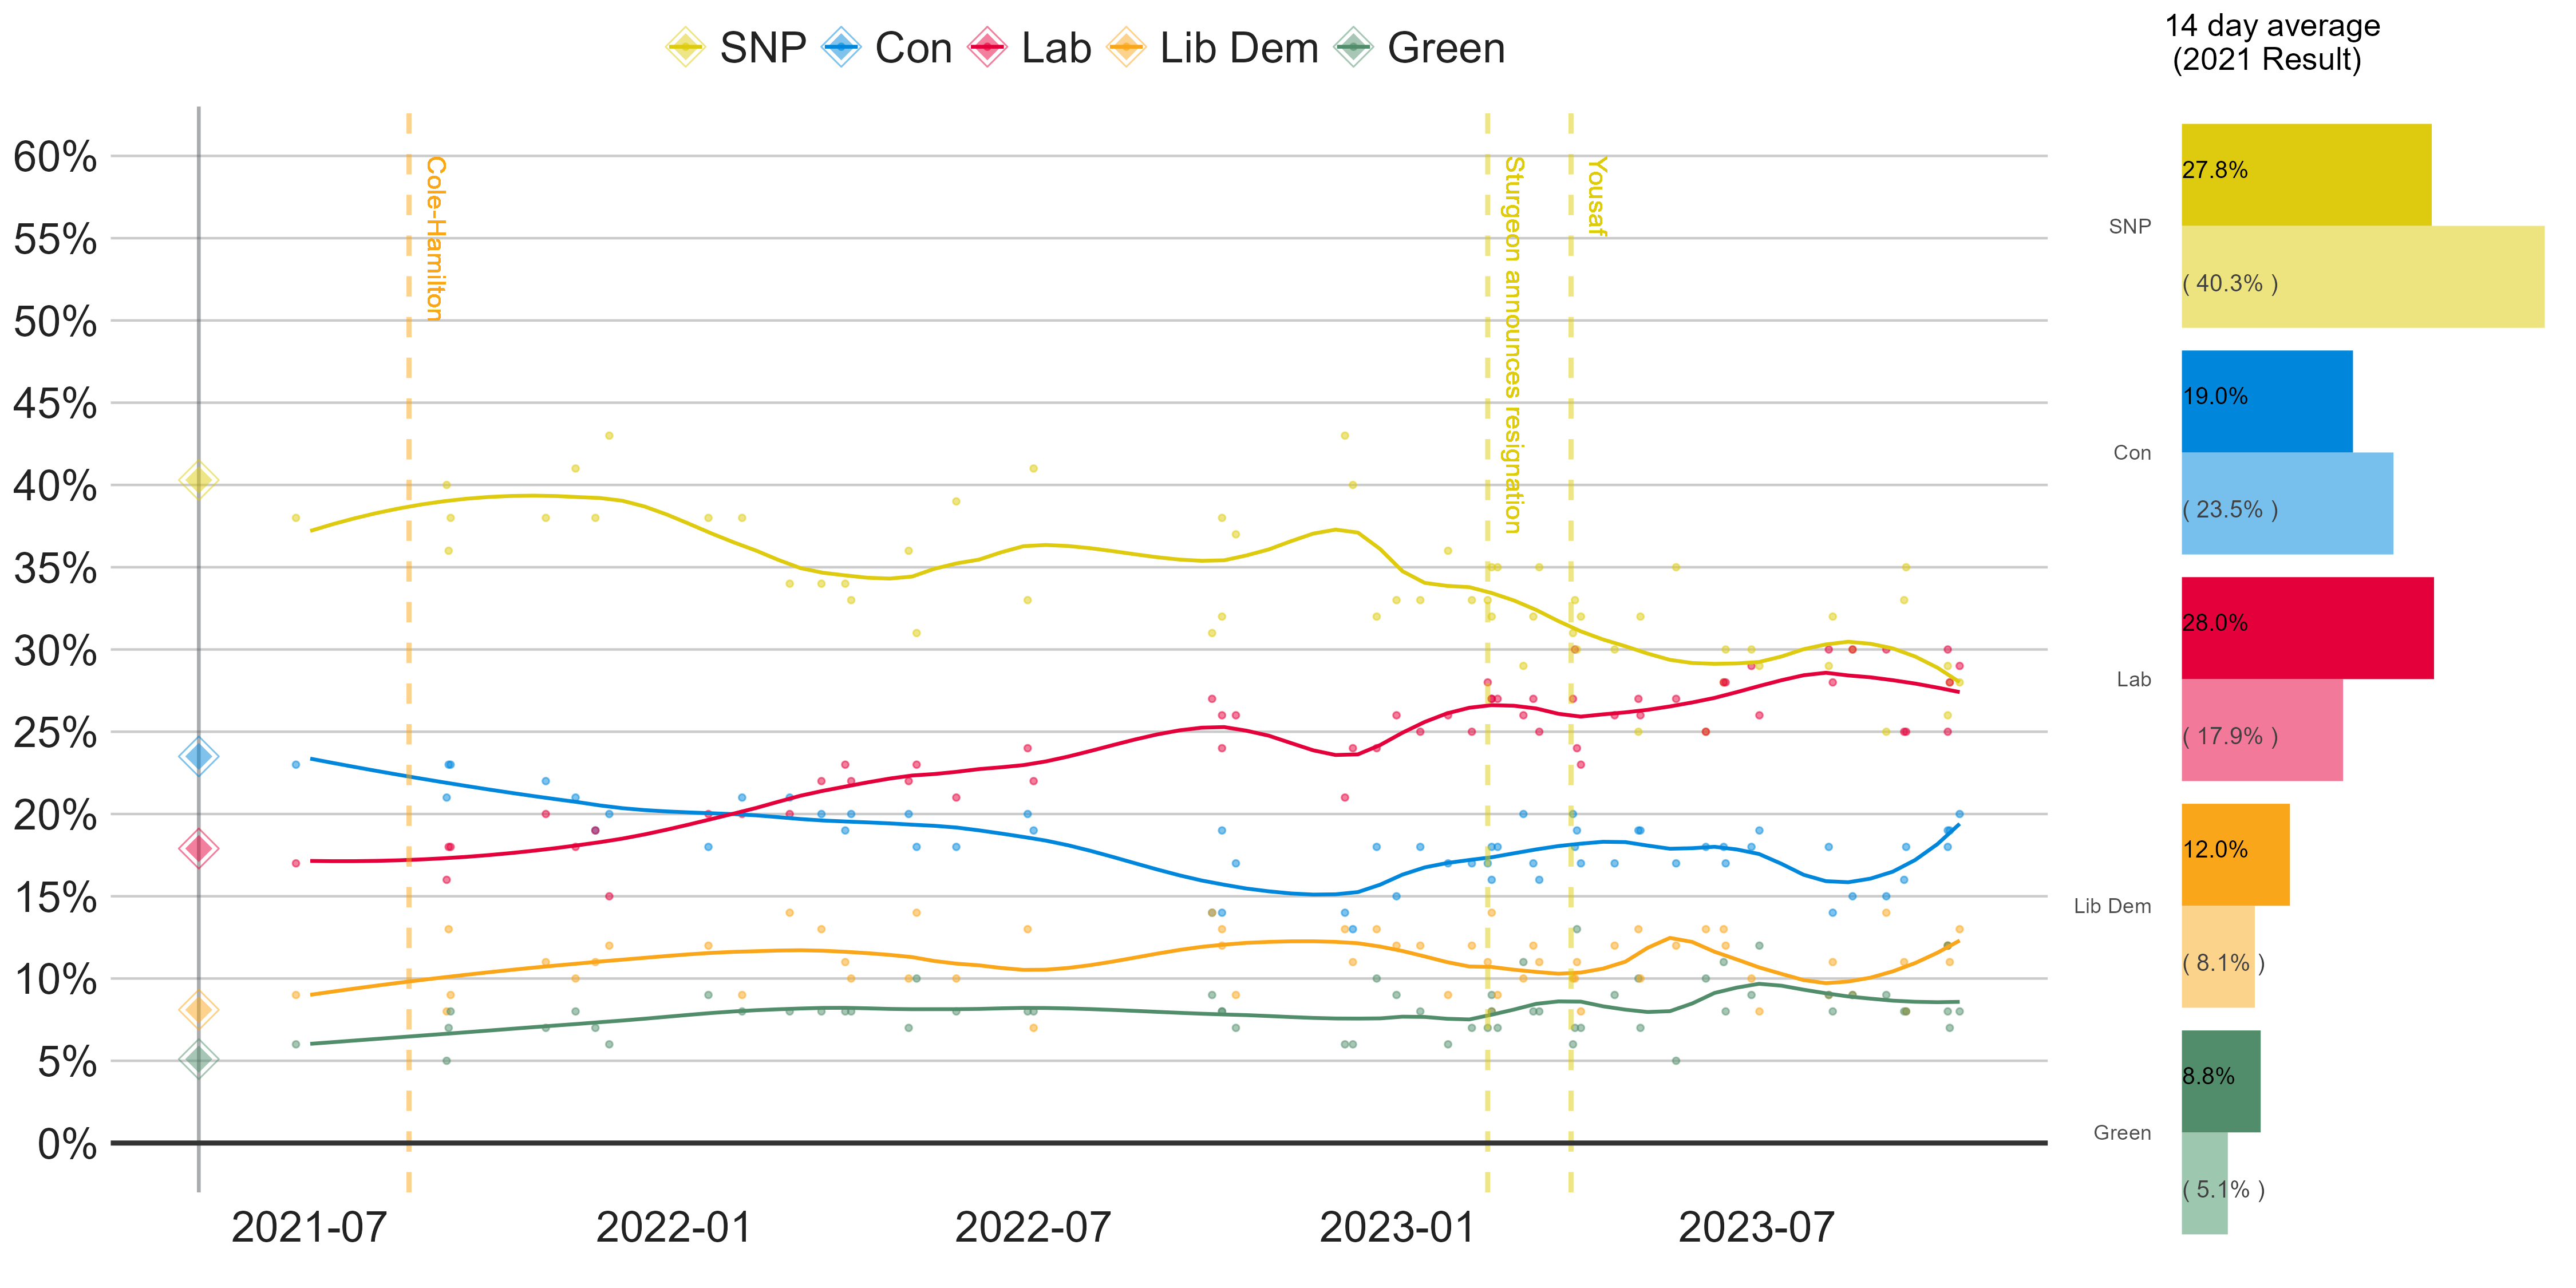 SNP Con Lab Lib Dem Green
14 day average
(2021 Result)
60%
55%
50%
45%
40%
35%
30%
25%
20%
15%
10%
5%
0%
Cole-Hamilton
Sturgeon announces resignation
Yousaf
2021-07 2022-01 2022-07 2023-01 2023-07
SNP
27.8%
( 40.3% )
Con
19.0%
( 23.5% )
Lab
28.0%
( 17.9% )
Lib Dem
12.0%
( 8.1% )
Green
8.8%
( 5.1% )